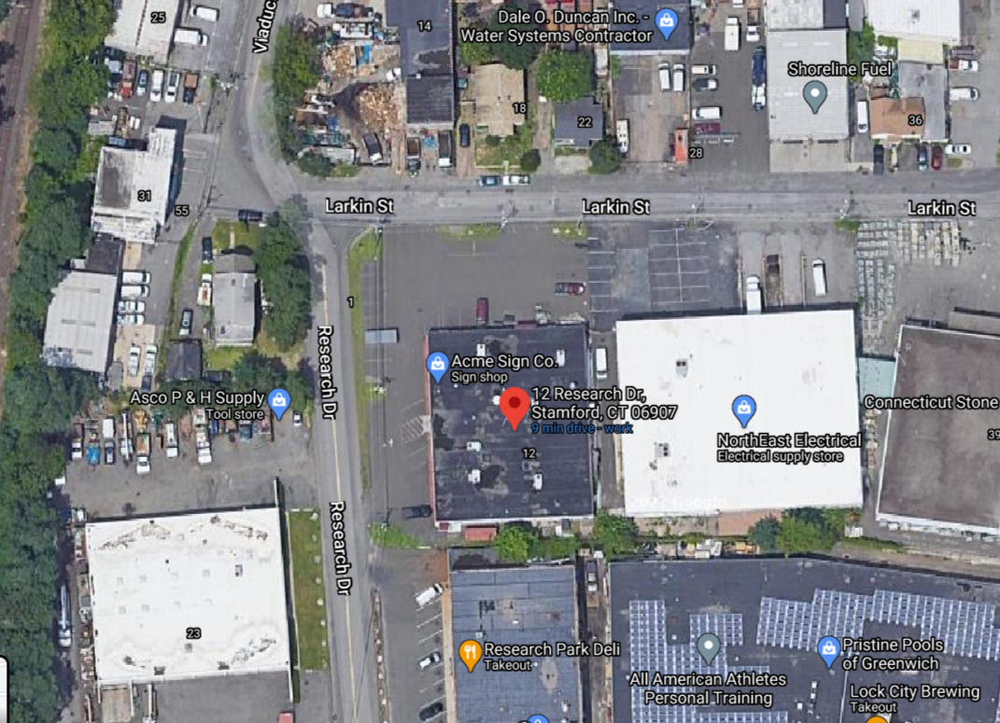 25
Viaduc
14
Dale O. Duncan Inc. -
Water Systems Contractor
Shoreline Fuel
18
22
28
36
31
55
Larkin St
Larkin St
Larkin St
1
Research Dr
Acme Sign Co.
Sign shop
12 Research Dr,
Stamford, CT 06907
9 min drive - work
12
Asco P & H Supply
Tool store
NorthEast Electrical
Electrical supply store
Connecticut Stone
39
Google
Research Dr
23
Research Park Deli
Takeout
All American Athletes
Personal Training
Pristine Pools
of Greenwich
Lock City Brewing
Takeout